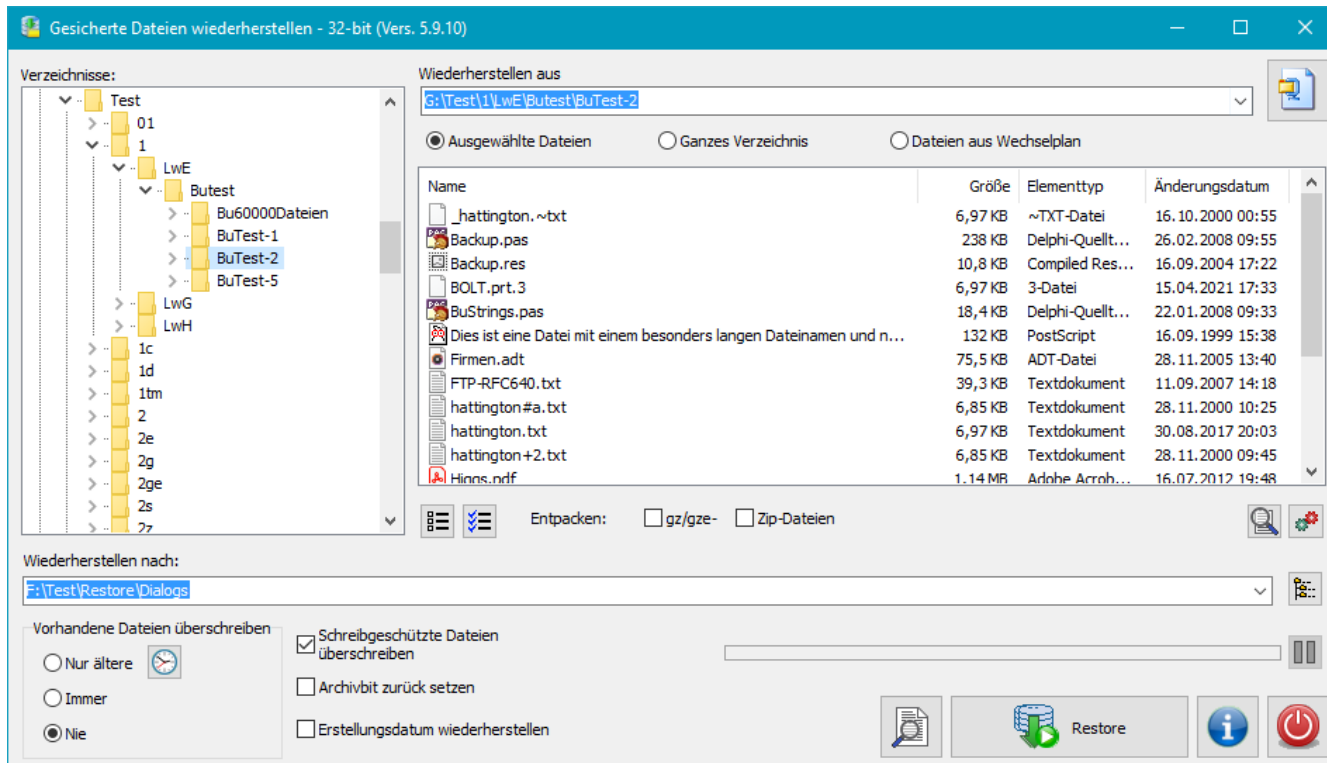 Gesicherte Dateien wiederherstellen - 32-bit (Vers. 5.9.10)
Verzeichnisse:
Test
01
1
LwE
Butest
Bu60000Dateien
BuTest-1
BuTest-2
BuTest-5
LwG
LwH
1c
1d
1tm
2
2e
2g
2ge
2s
2z
Wiederherstellen aus
G:\Test\1\LwE\Butest\BuTest-2
Ausgewählte Dateien Ganzes Verzeichnis Dateien aus Wechselplan
Name Größe Elementtyp Änderungsdatum
_hattington.~txt 6,97 KB ~TXT-Datei 16.10.2000 00:55
Backup.pas 238 KB Delphi-Quellt... 26.02.2008 09:55
Backup.res 10,8 KB Compiled Res... 16.09.2004 17:22
BOLT.prt.3 6,97 KB 3-Datei 15.04.2021 17:33
BuStrings.pas 18,4 KB Delphi-Quellt... 22.01.2008 09:33
Dies ist eine Datei mit einem besonders langen Dateinamen und n... 132 KB PostScript 16.09.1999 15:38
Firmen.adt 75,5 KB ADT-Datei 28.11.2005 13:40
FTP-RFC640.txt 39,3 KB Textdokument 11.09.2007 14:18
hattington#a.txt 6,85 KB Textdokument 28.11.2000 10:25
hattington.txt 6,97 KB Textdokument 30.08.2017 20:03
hattington+2.txt 6,85 KB Textdokument 28.11.2000 09:45
Higgs.pdf 1,14 MB Adobe Acrob... 16.07.2012 19:48
Entpacken: gz/gze- Zip-Dateien
Wiederherstellen nach:
F:\Test\Restore\Dialogs
Vorhandene Dateien überschreiben
Nur ältere
Immer
Nie
Schreibgeschützte Dateien
überschreiben
Archivbit zurück setzen
Erstellungsdatum wiederherstellen
Restore